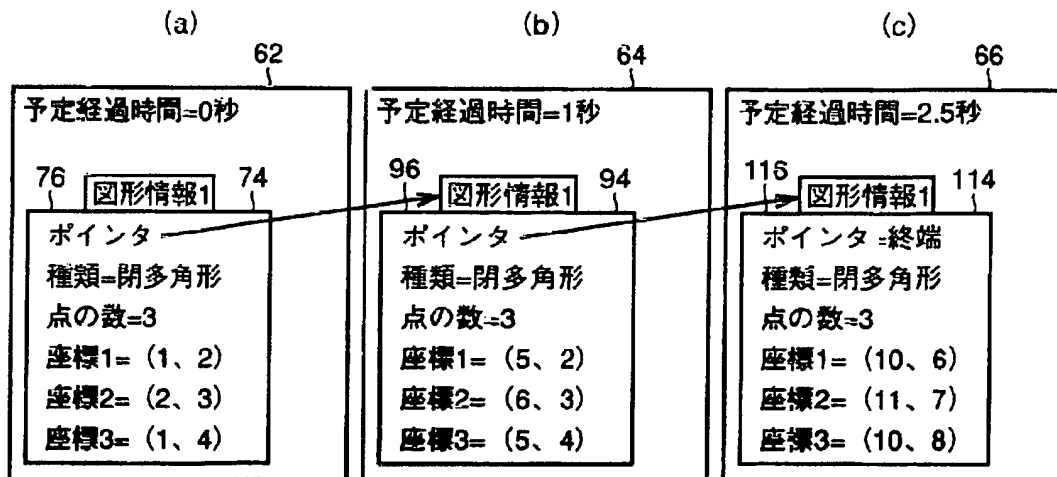 (a)
(b)
(c)
62
64
66
予定経過時間=0秒
予定経過時間=1秒
予定経過時間=2.5秒
76
図形情報1
74
96
図形情報1
94
116
図形情報1
114
ポインタ
ポインタ
ポインタ=終端
種類=閉多角形
種類=閉多角形
種類=閉多角形
点の数=3
点の数=3
点の数=3
座標1=（1、2）
座標1=（5、2）
座標1=（10、6）
座標2=（2、3）
座標2=（6、3）
座標2=（11、7）
座標3=（1、4）
座標3=（5、4）
座標3=（10、8）